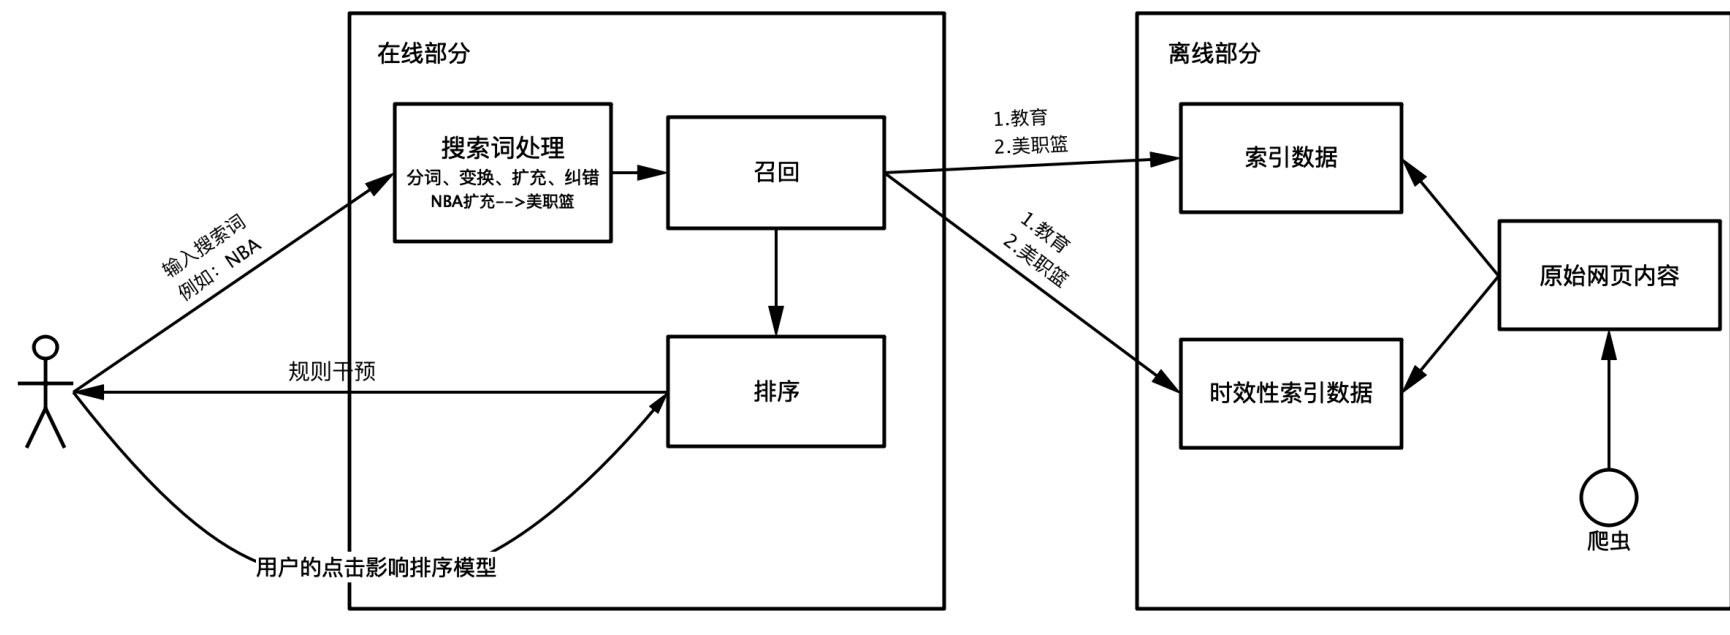 在线部分
离线部分
搜索词处理
分词、变换、扩充、纠错
NBA扩充-->美职篮
召回
1.教育
2.美职篮
索引数据
输入搜索词
例如：NBA
1.教育
2.美职篮
原始网页内容
规则干预
排序
时效性索引数据
用户的点击影响排序模型
爬虫